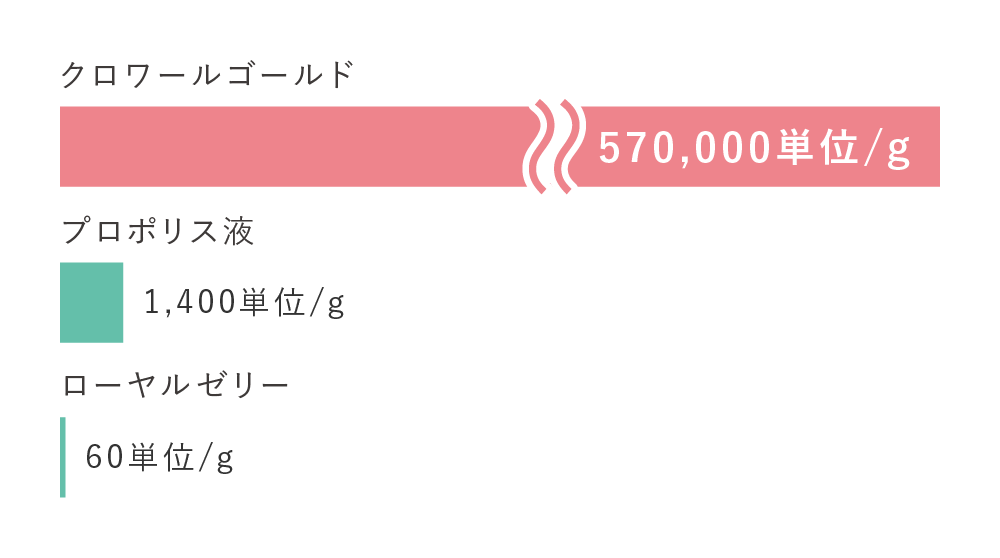 クロワールゴールド
570,000単位/g
プロポリス液
1,400単位/g
ローヤルゼリー
60単位/g